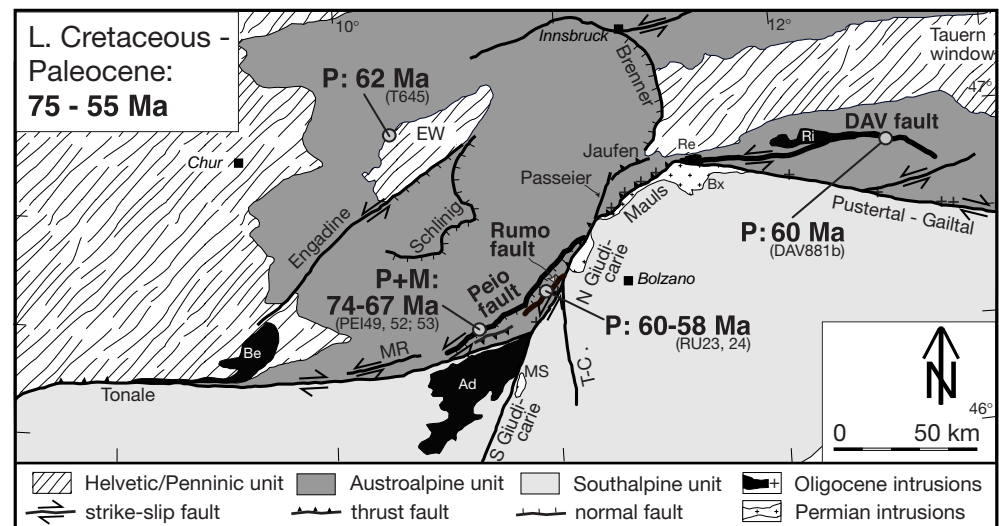 L. Cretaceous -
Paleocene:
75 - 55 Ma
10°
12°
Innsbruck
Tauern
window
47°
P: 62 Ma
(T645)
EW
Brenner
DAV fault
Ri
Chur
Jaufen
Re
Passeier
Bx
Mauls
Pustertal - Gailtal
Engadine
Schlinig
Rumo
fault
P: 60 Ma
(DAV881b)
N Giudi-
carie
Bolzano
P+M:
74-67 Ma
(PEI49, 52; 53)
Peio
fault
P: 60-58 Ma
(RU23, 24)
Be
MR
Ad
MS
T.-C.
Tonale
S Giudi-
carie
N
46°
0 50 km
Helvetic/Penninic unit Austroalpine unit Southalpine unit Oligocene intrusions
strike-slip fault thrust fault normal fault Permian intrusions